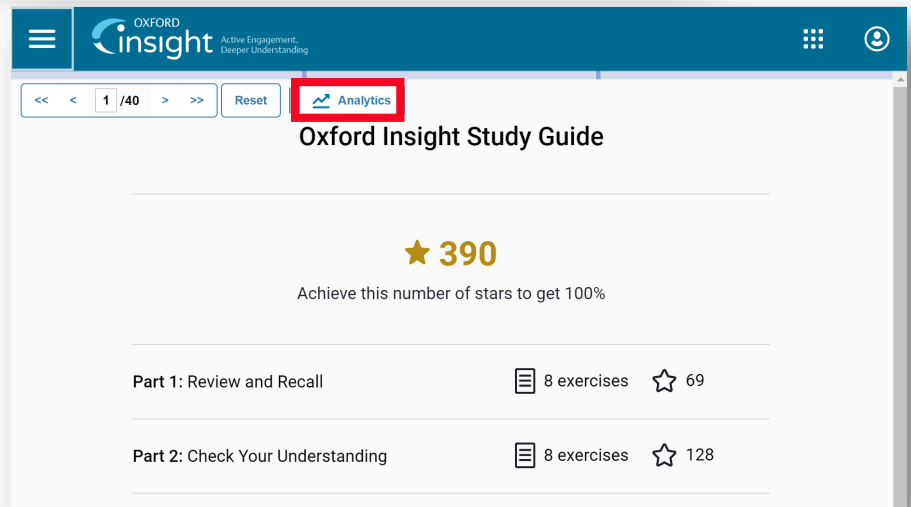 OXFORD
insight
Active Engagement,
Deeper Understanding
<< < 1 /40 > >> Reset Analytics
Oxford Insight Study Guide
390
Achieve this number of stars to get 100%
Part 1: Review and Recall 8 exercises 69
Part 2: Check Your Understanding 8 exercises 128